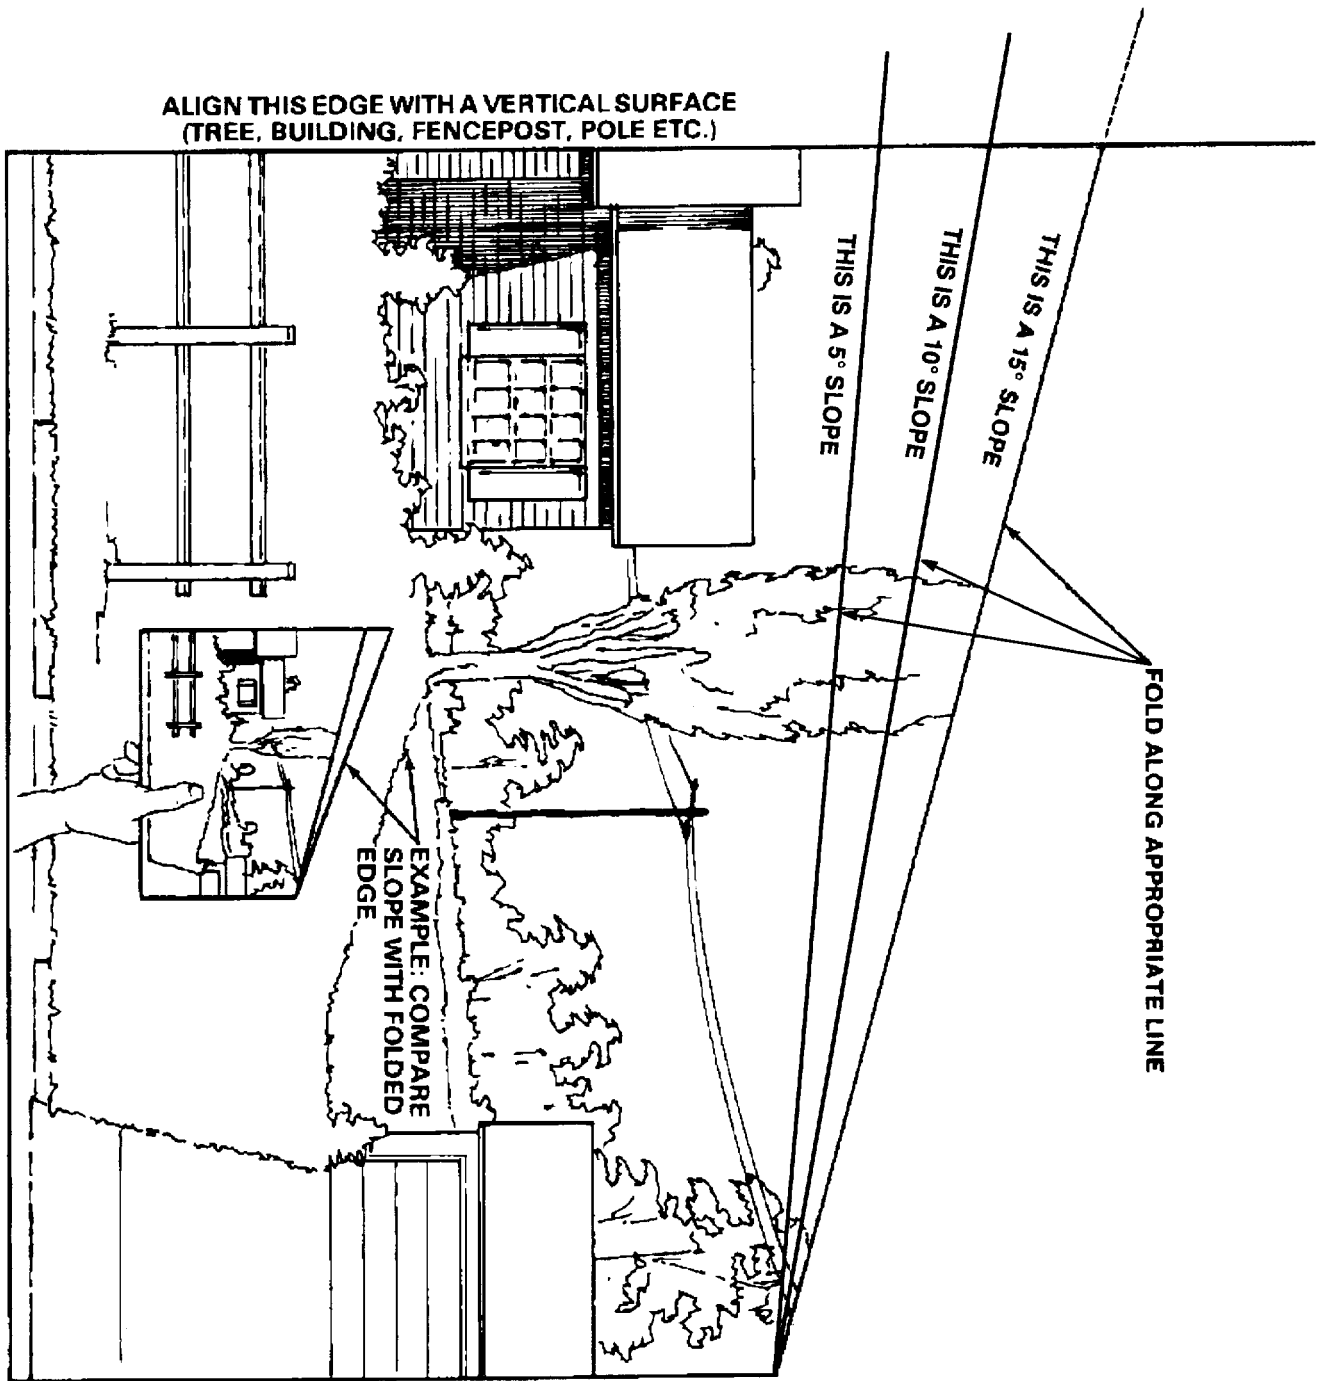 ALIGN THIS EDGE WITH A VERTICAL SURFACE
(TREE, BUILDING, FENCEPOST, POLE ETC.)
THIS IS A 5° SLOPE
THIS IS A 10° SLOPE
THIS IS A 15° SLOPE
FOLD ALONG APPROPRIATE LINE
EXAMPLE: COMPARE
SLOPE WITH FOLDED
EDGE